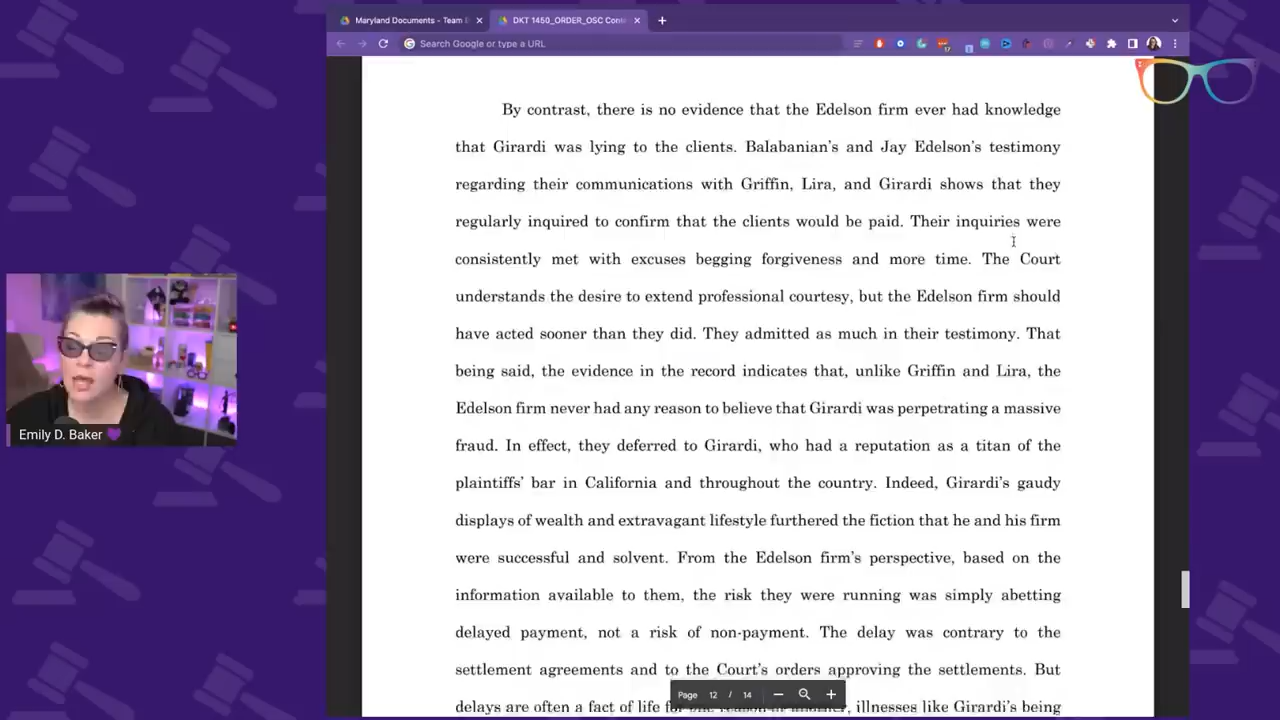 Maryland Documents - Team
DKT 1450_ORDER_OSC Cont
Search Google or type a URL
By contrast, there is no evidence that the Edelson firm ever had knowledge
that Girardi was lying to the clients. Balabanian's and Jay Edelson's testimony
regarding their communications with Griffin, Lira, and Girardi shows that they
regularly inquired to confirm that the clients would be paid. Their inquiries were
consistently met with excuses begging forgiveness and more time. The Court
understands the desire to extend professional courtesy, but the Edelson firm should
have acted sooner than they did. They admitted as much in their testimony. That
being said, the evidence in the record indicates that, unlike Griffin and Lira, the
Edelson firm never had any reason to believe that Girardi was perpetrating a massive
fraud. In effect, they deferred to Girardi, who had a reputation as a titan of the
plaintiffs' bar in California and throughout the country. Indeed, Girardi's gaudy
displays of wealth and extravagant lifestyle furthered the fiction that he and his firm
were successful and solvent. From the Edelson firm's perspective, based on the
information available to them, the risk they were running was simply abetting
delayed payment, not a risk of non-payment. The delay was contrary to the
settlement agreements and to the Court's orders approving the settlements. But
delays are often a fact of life for one reason or another, illnesses like Girardi's being
Page 12 / 14
Emily D. Baker 💜